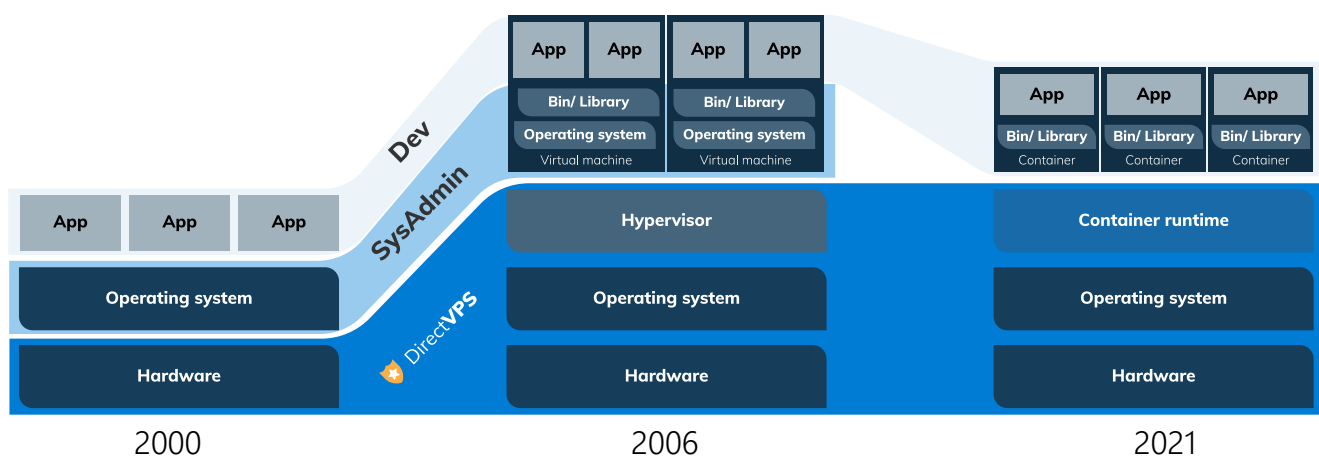 App App App App
Bin/ Library Bin/ Library
Operating system Operating system
Virtual machine Virtual machine
App App App
Bin/ Library Bin/ Library Bin/ Library
Container Container Container
Dev
SysAdmin
DirectVPS
App App App
Hypervisor
Container runtime
Operating system
Operating system
Operating system
Hardware
Hardware
Hardware
2000
2006
2021